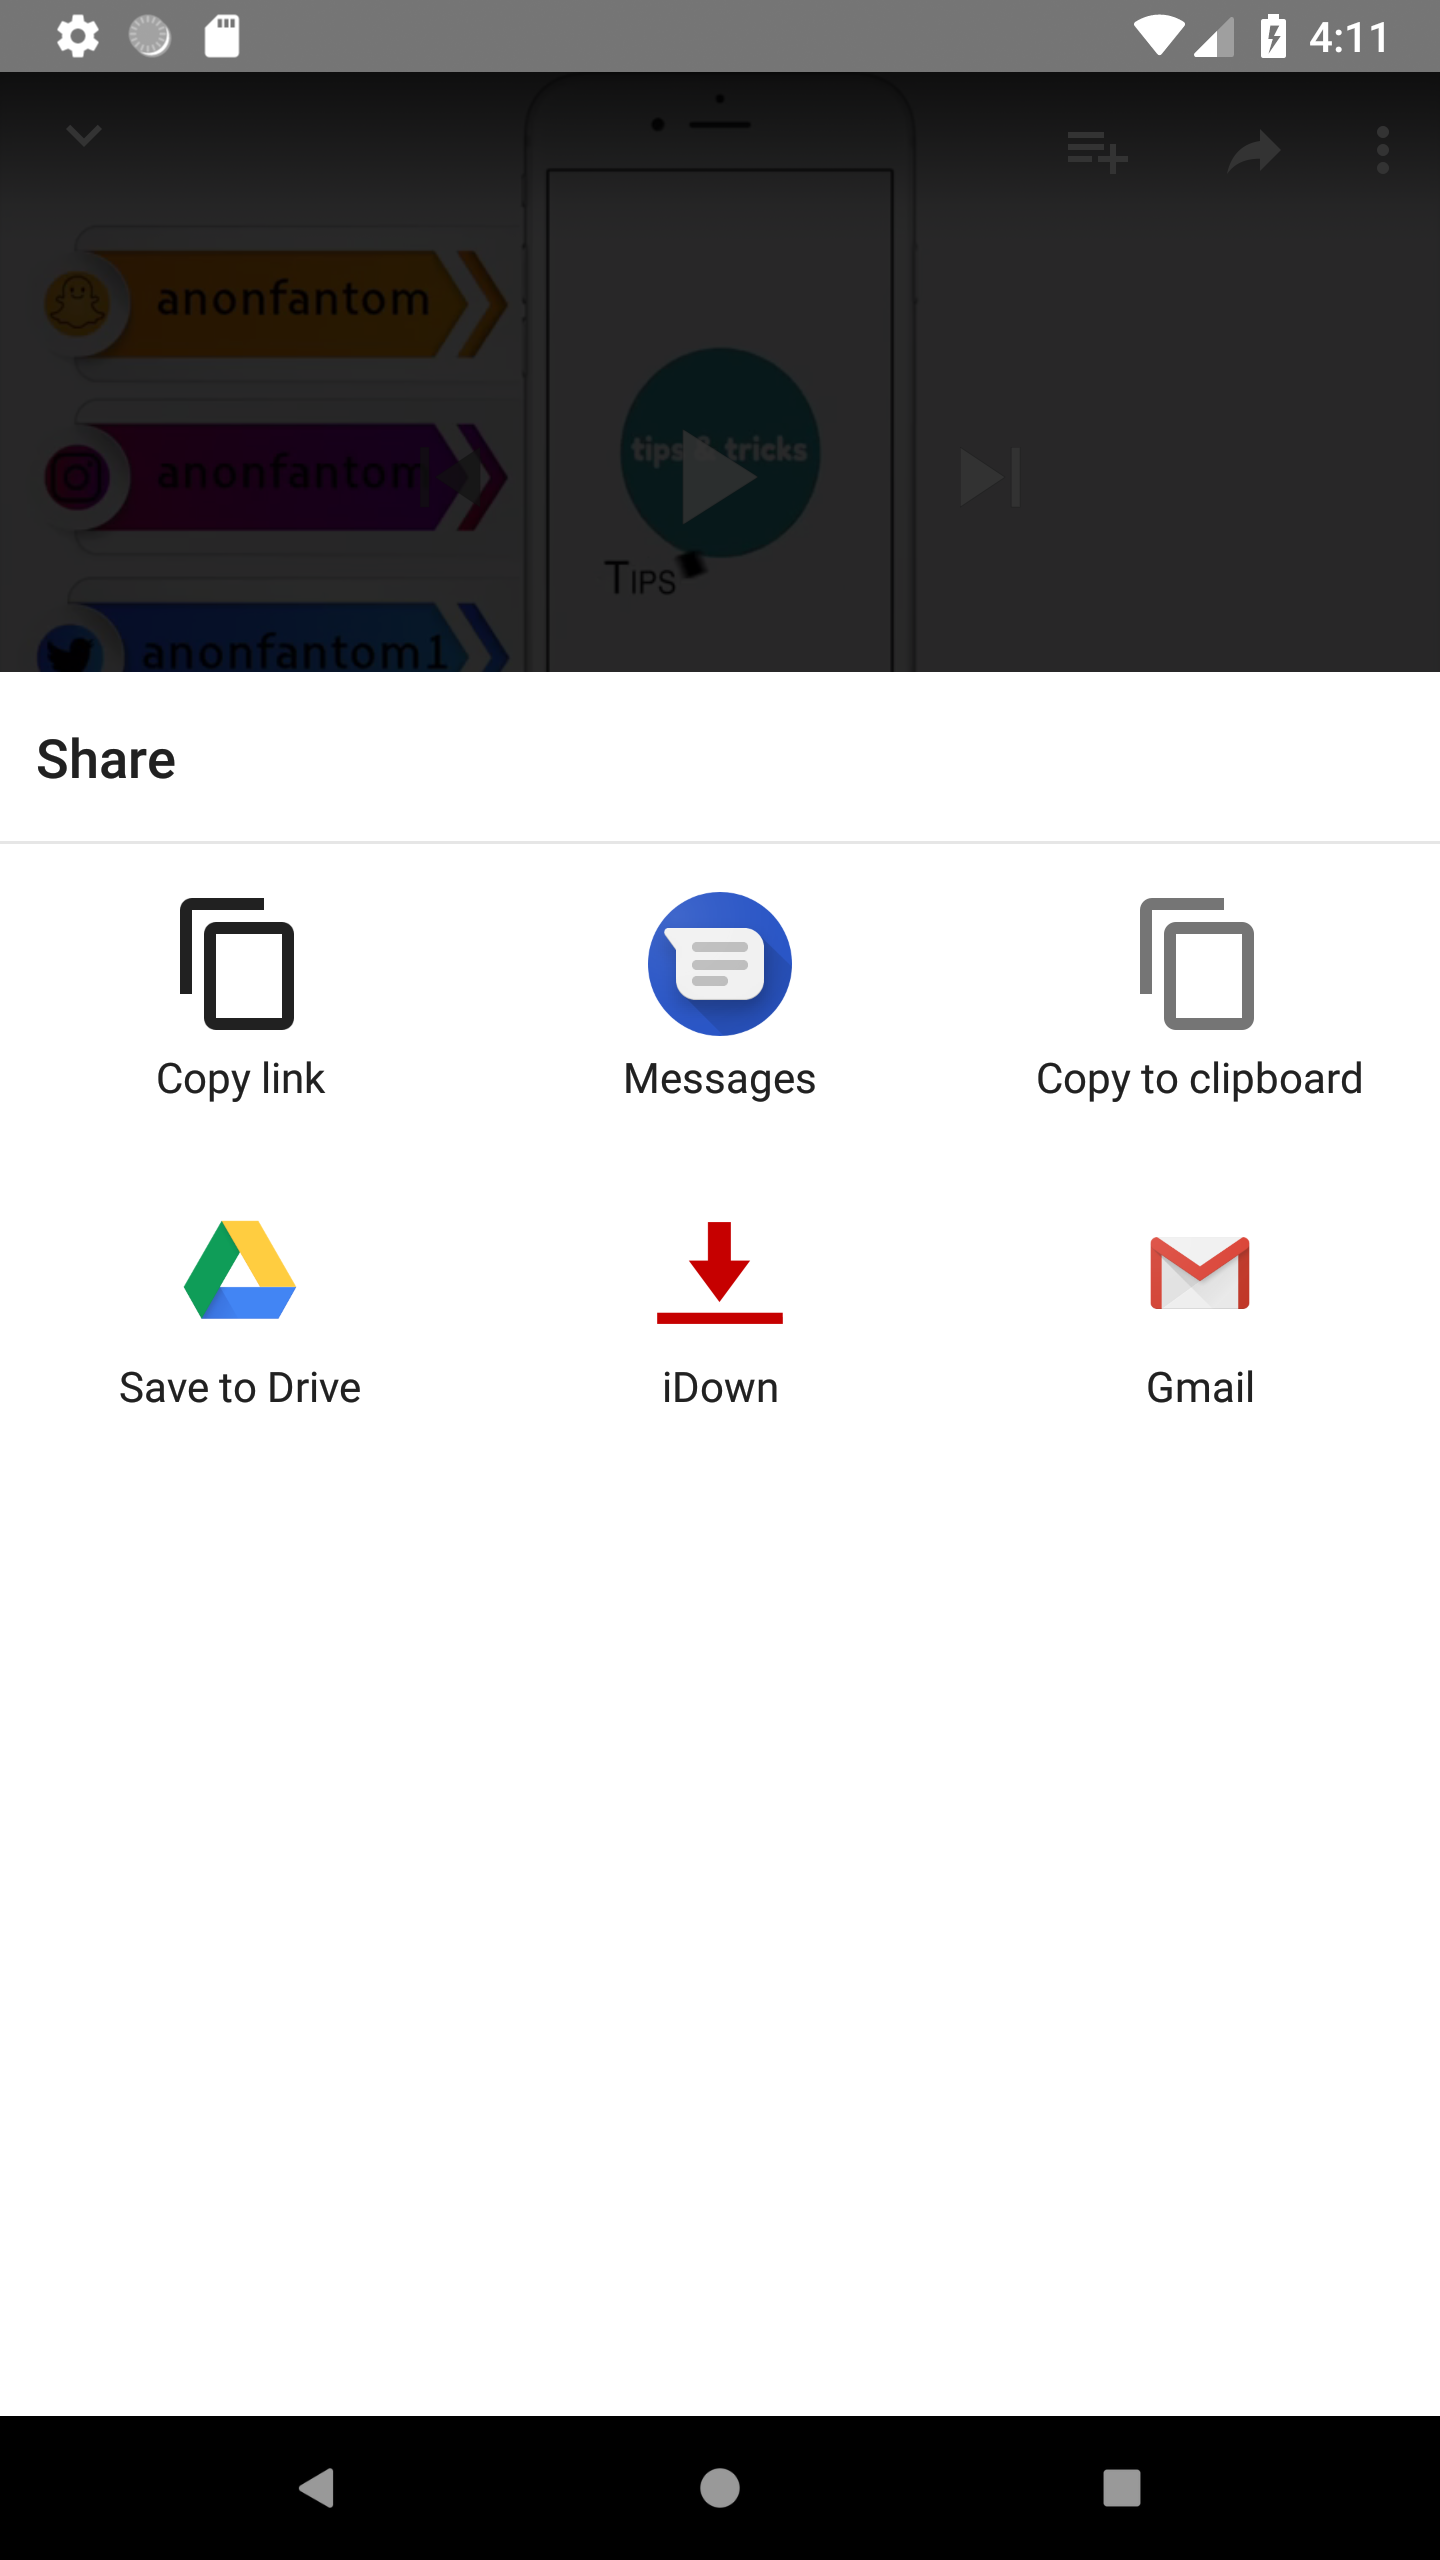 4:11
anonfantom
anonfantom
tips & tricks
TIPS
anonfantom1
Share
Copy link
Messages
Copy to clipboard
Save to Drive
iDown
Gmail